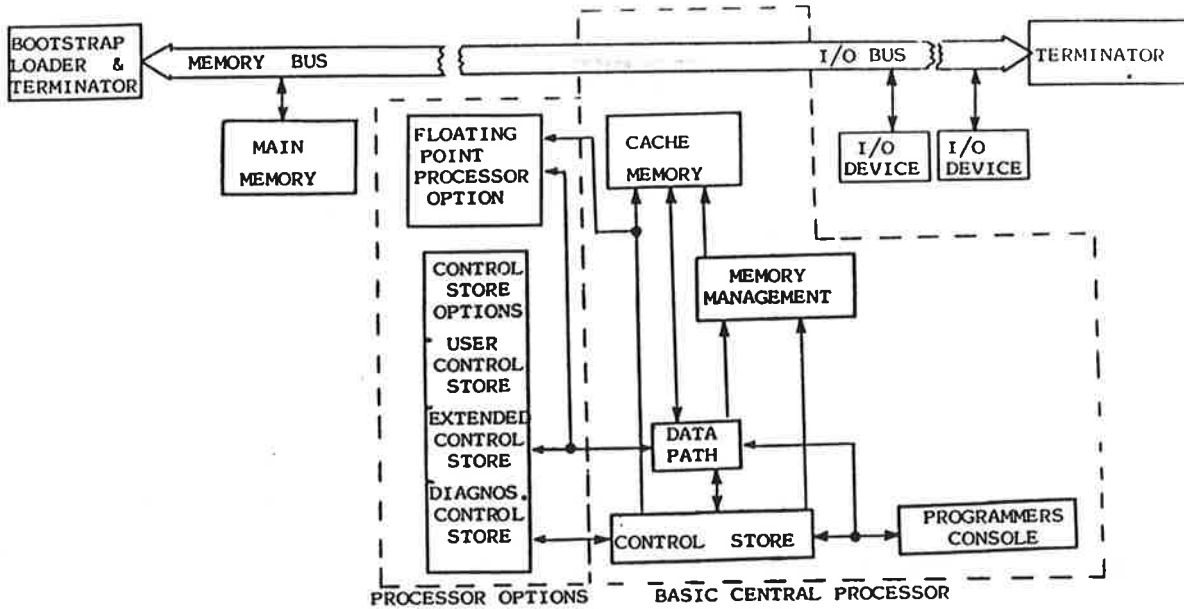 BOOTSTRAP
LOADER &
TERMINATOR
MEMORY BUS
I/O BUS
TERMINATOR
MAIN
MEMORY
FLOATING
POINT
PROCESSOR
OPTION
CACHE
MEMORY
I/O
DEVICE
I/O
DEVICE
CONTROL
STORE
OPTIONS
USER
CONTROL
STORE
EXTENDED
CONTROL
STORE
DIAGNOS.
CONTROL
STORE
MEMORY
MANAGEMENT
DATA
PATH
CONTROL STORE
PROGRAMMERS
CONSOLE
PROCESSOR OPTIONS
BASIC CENTRAL PROCESSOR